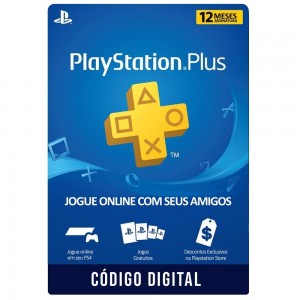 12 MESES
ASSINATURA
PlayStation®Plus
TM
JOGUE ONLINE COM SEUS AMIGOS
Jogue online
em seu PS4
Jogos
Gratuitos
Descontos Exclusivos
na Playstation Store
CÓDIGO DIGITAL